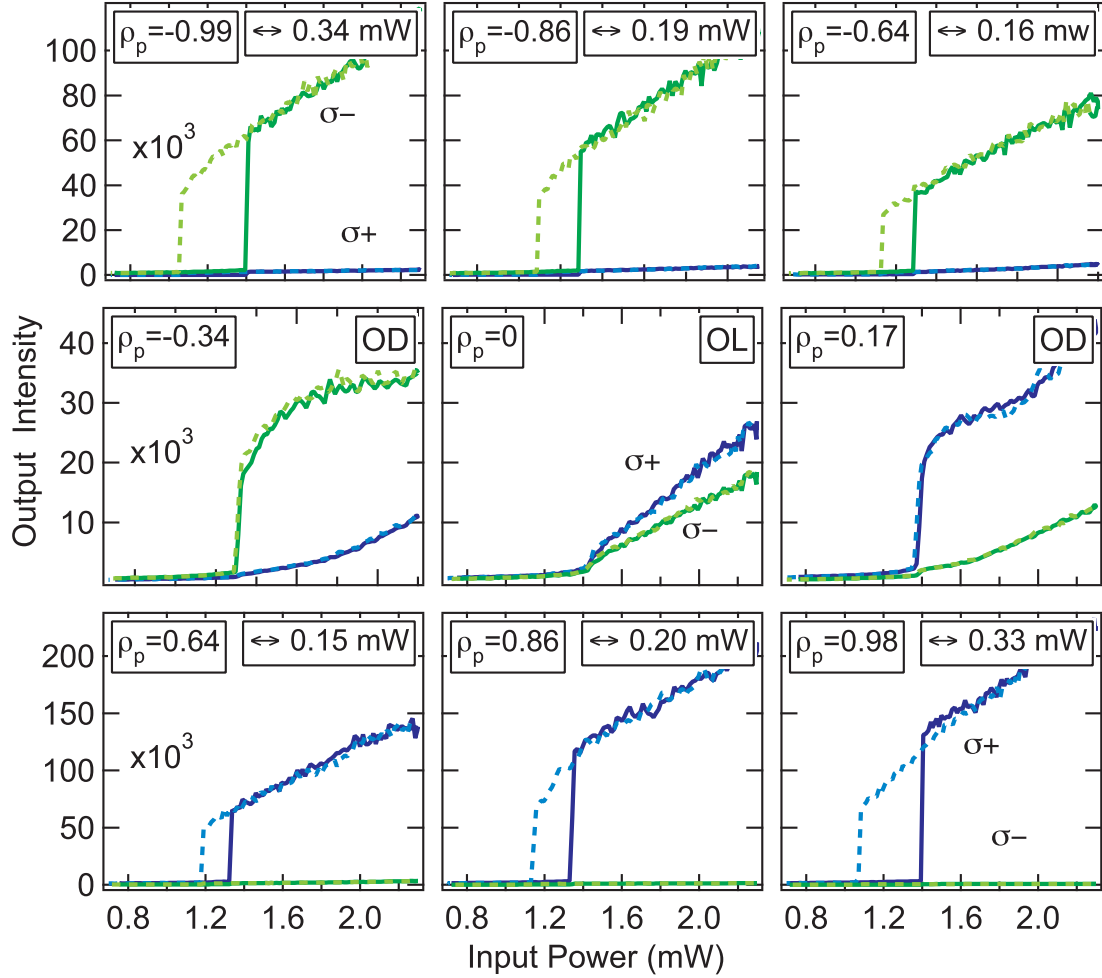 ρp=-0.99 ↔ 0.34 mW
ρp=-0.86 ↔ 0.19 mW
ρp=-0.64 ↔ 0.16 mw
100
80
60
40
20
0
x10³
σ−
σ+
ρp=-0.34 OD
ρp=0 OL
ρp=0.17 OD
40
30
20
10
x10³
σ+
σ−
Output Intensity
ρp=0.64 ↔ 0.15 mW
ρp=0.86 ↔ 0.20 mW
ρp=0.98 ↔ 0.33 mW
200
150
100
50
0
x10³
σ+
σ−
0.8 1.2 1.6 2.0
0.8 1.2 1.6 2.0
0.8 1.2 1.6 2.0
Input Power (mW)